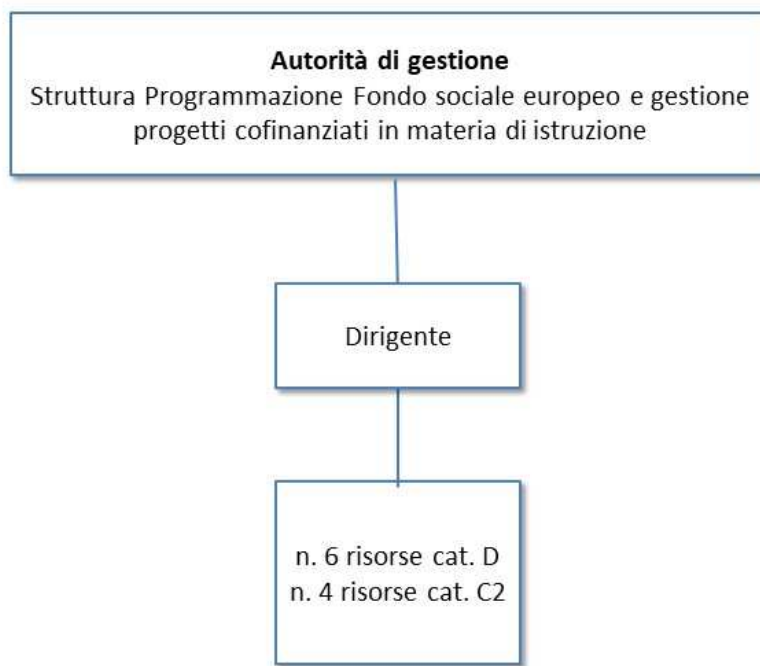 Autorità di gestione
Struttura Programmazione Fondo sociale europeo e gestione
progetti cofinanziati in materia di istruzione
Dirigente
n. 6 risorse cat. D
n. 4 risorse cat. C2